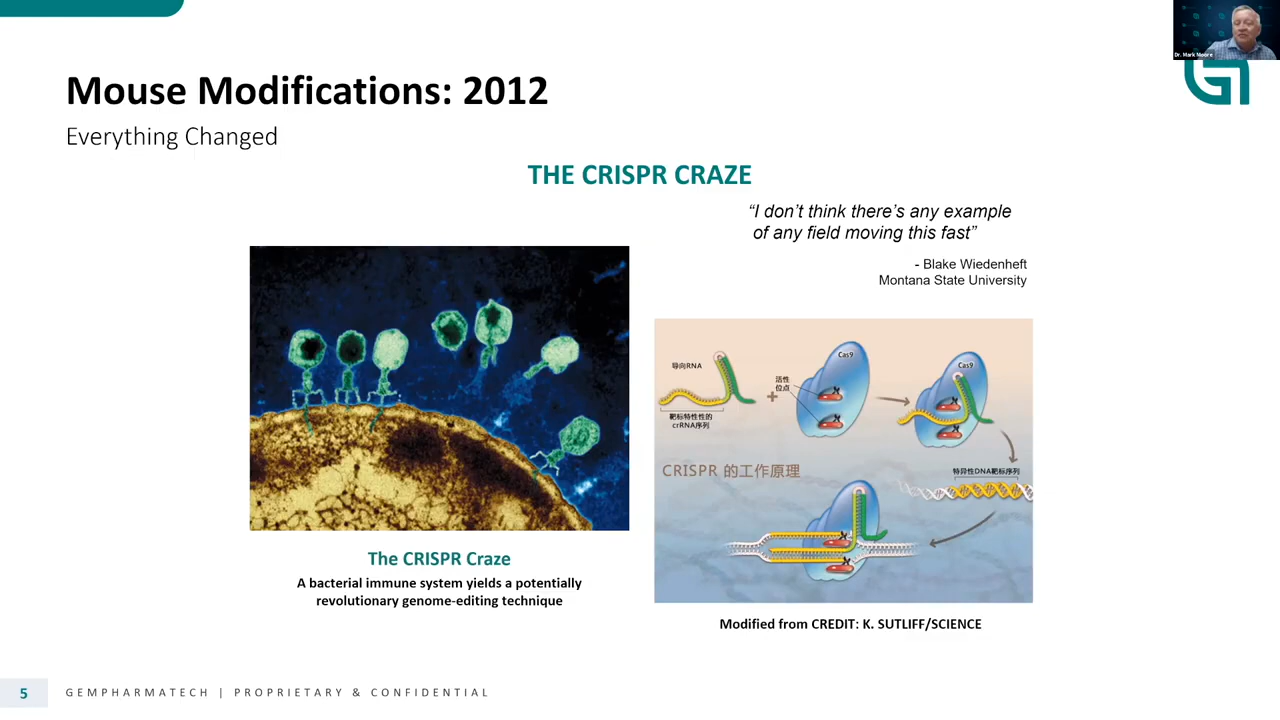 Dr. Mark Moore
Mouse Modifications: 2012
Everything Changed
THE CRISPR CRAZE
“I don’t think there’s any example
of any field moving this fast”
- Blake Wiedenheft
Montana State University
导向RNA
靶标特性性的
crRNA序列
+
活性
位点
Cas9
Cas9
特异性DNA靶标序列
CRISPR 的工作原理
The CRISPR Craze
A bacterial immune system yields a potentially
revolutionary genome-editing technique
Modified from CREDIT: K. SUTLIFF/SCIENCE
5
GEMPHARMATECH | PROPRIETARY & CONFIDENTIAL